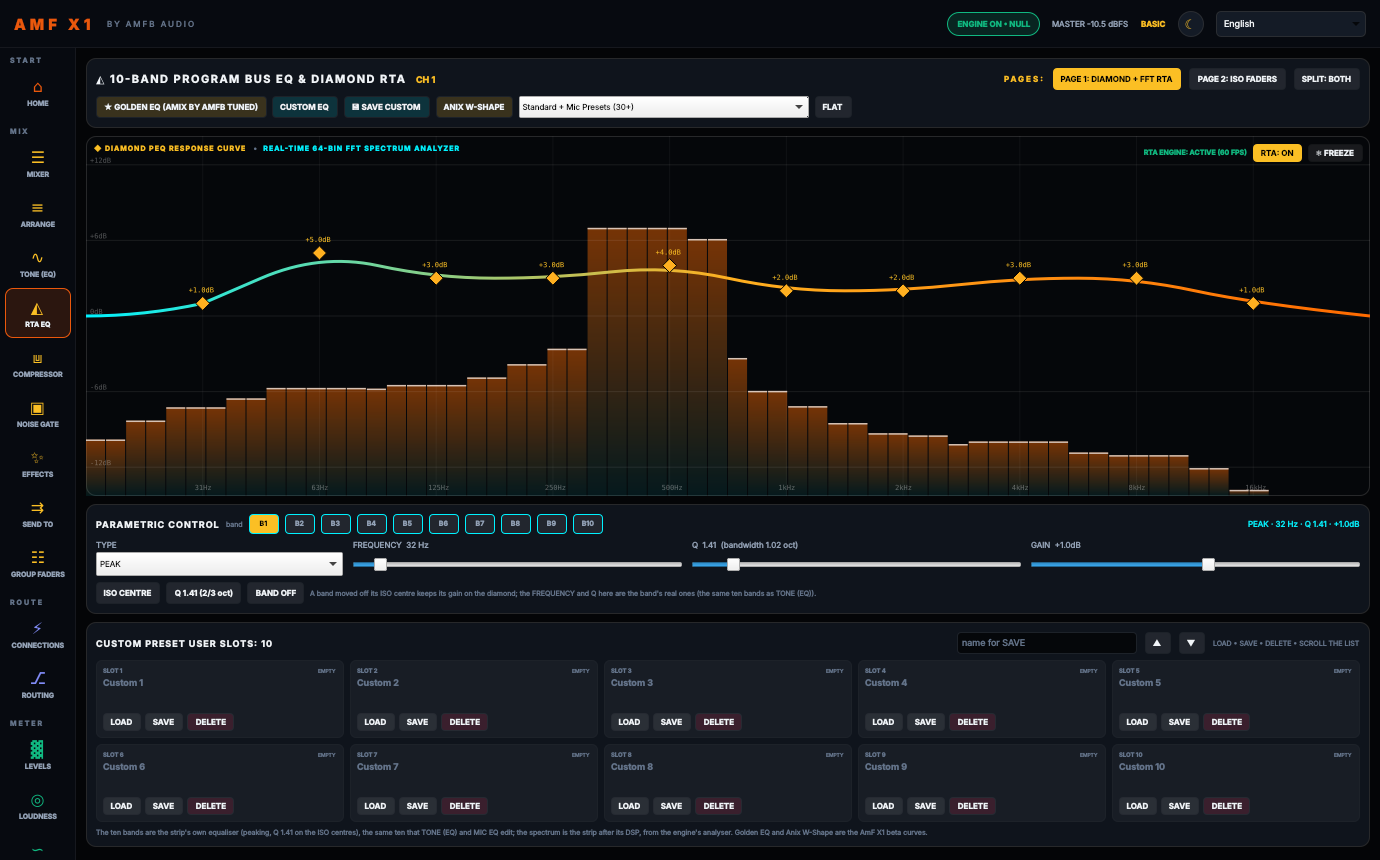 AMF X1 BY AMFB AUDIO
ENGINE ON • NULL MASTER -10.5 dBFS BASIC English
START
HOME
MIX
MIXER
ARRANGE
TONE (EQ)
RTA EQ
COMPRESSOR
NOISE GATE
EFFECTS
SEND TO
GROUP FADERS
ROUTE
CONNECTIONS
ROUTING
METER
LEVELS
LOUDNESS
10-BAND PROGRAM BUS EQ & DIAMOND RTA CH 1
PAGES: PAGE 1: DIAMOND + FFT RTA PAGE 2: ISO FADERS SPLIT: BOTH
★ GOLDEN EQ (AMIX BY AMFB TUNED) CUSTOM EQ SAVE CUSTOM ANIX W-SHAPE Standard + Mic Presets (30+) FLAT
◆ DIAMOND PEQ RESPONSE CURVE • REAL-TIME 64-BIN FFT SPECTRUM ANALYZER
RTA ENGINE: ACTIVE (60 FPS) RTA: ON ❄ FREEZE
+12dB
+6dB
0dB
-6dB
-12dB
+1.0dB +5.0dB +3.0dB +3.0dB +4.0dB +2.0dB +2.0dB +3.0dB +3.0dB +1.0dB
31Hz 63Hz 125Hz 250Hz 500Hz 1kHz 2kHz 4kHz 8kHz 16kHz
PARAMETRIC CONTROL band B1 B2 B3 B4 B5 B6 B7 B8 B9 B10
PEAK · 32 Hz · Q 1.41 · +1.0dB
TYPE FREQUENCY 32 Hz Q 1.41 (bandwidth 1.02 oct) GAIN +1.0dB
PEAK
ISO CENTRE Q 1.41 (2/3 oct) BAND OFF A band moved off its ISO centre keeps its gain on the diamond; the FREQUENCY and Q here are the band's real ones (the same ten bands as TONE (EQ)).
CUSTOM PRESET USER SLOTS: 10
name for SAVE ▲ ▼ LOAD • SAVE • DELETE • SCROLL THE LIST
SLOT 1 EMPTY SLOT 2 EMPTY SLOT 3 EMPTY SLOT 4 EMPTY SLOT 5 EMPTY
Custom 1 Custom 2 Custom 3 Custom 4 Custom 5
LOAD SAVE DELETE LOAD SAVE DELETE LOAD SAVE DELETE LOAD SAVE DELETE LOAD SAVE DELETE
SLOT 6 EMPTY SLOT 7 EMPTY SLOT 8 EMPTY SLOT 9 EMPTY SLOT 10 EMPTY
Custom 6 Custom 7 Custom 8 Custom 9 Custom 10
LOAD SAVE DELETE LOAD SAVE DELETE LOAD SAVE DELETE LOAD SAVE DELETE LOAD SAVE DELETE
The ten bands are the strip's own equaliser (peaking, Q 1.41 on the ISO centres), the same ten that TONE (EQ) and MIC EQ edit; the spectrum is the strip after its DSP, from the engine's analyser. Golden EQ and Anix W-Shape are the AmF X1 beta curves.